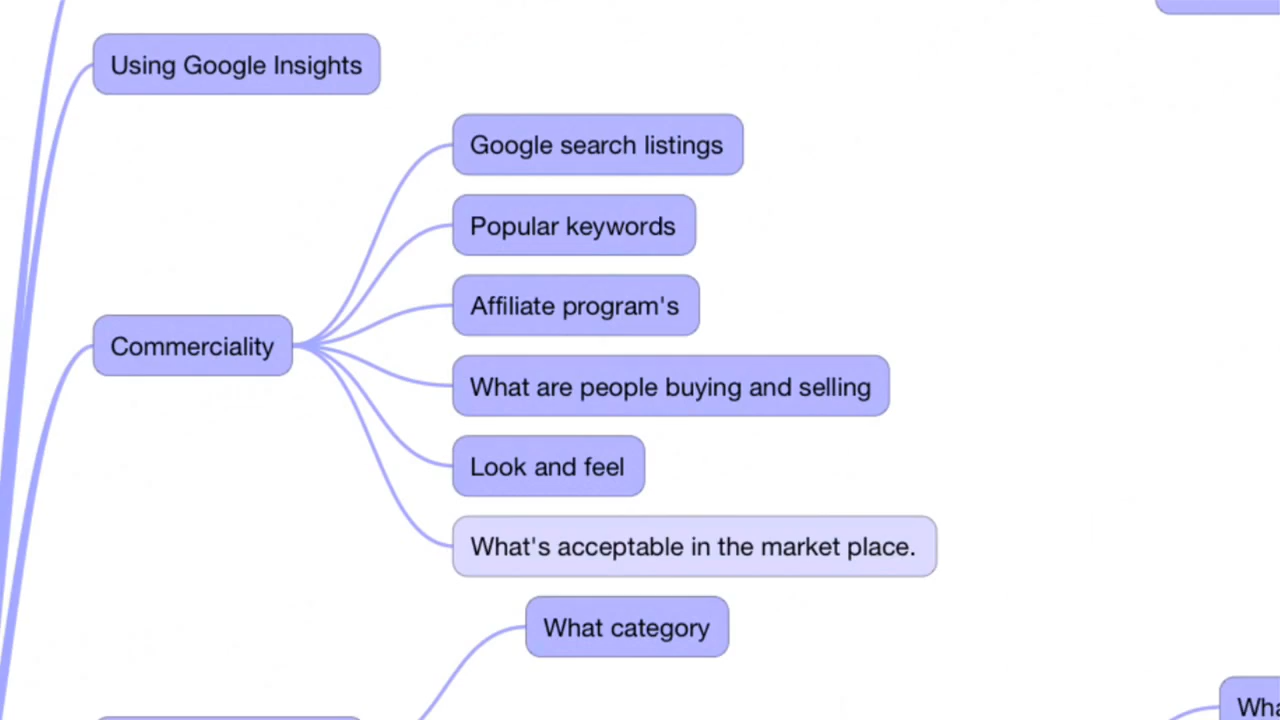 Using Google Insights
Google search listings
Popular keywords
Affiliate program's
Commerciality
What are people buying and selling
Look and feel
What's acceptable in the market place.
What category